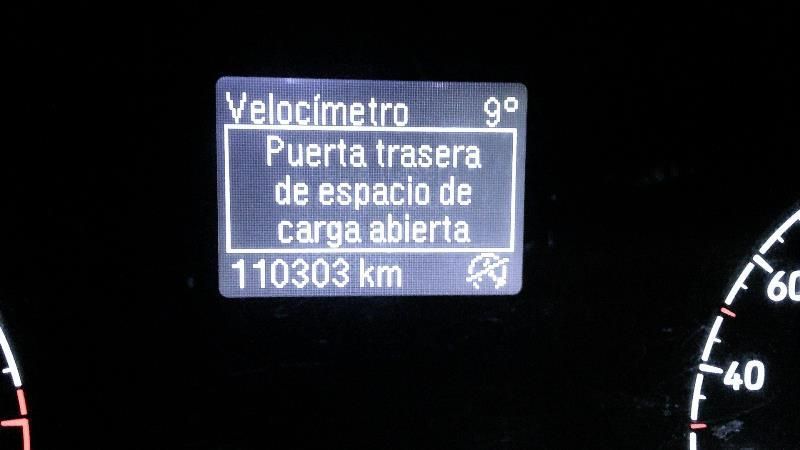 Velocímetro 9°
Puerta trasera
de espacio de
carga abierta
110303 km
60
40